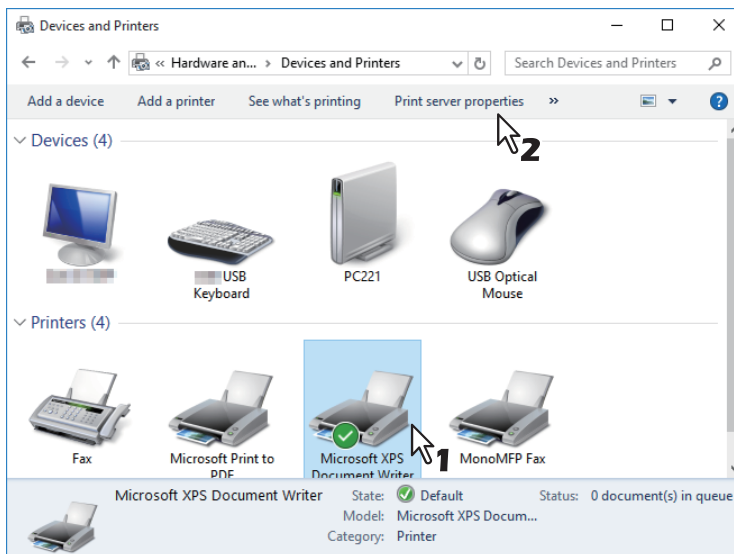 Devices and Printers
« Hardware an... > Devices and Printers
Search Devices and Printers
Add a device Add a printer See what's printing Print server properties »
2
Devices (4)
USB Keyboard
PC221
USB Optical Mouse
Printers (4)
1
Fax
Microsoft Print to PDF
Microsoft XPS Document Writer
MonoMFP Fax
Microsoft XPS Document Writer State: Default Status: 0 document(s) in queue
Model: Microsoft XPS Docum...
Category: Printer